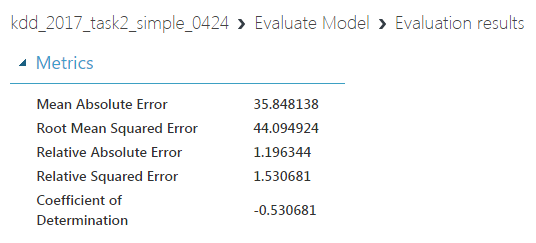 kdd_2017_task2_simple_0424 > Evaluate Model > Evaluation results
Metrics
Mean Absolute Error 35.848138
Root Mean Squared Error 44.094924
Relative Absolute Error 1.196344
Relative Squared Error 1.530681
Coefficient of
Determination -0.530681